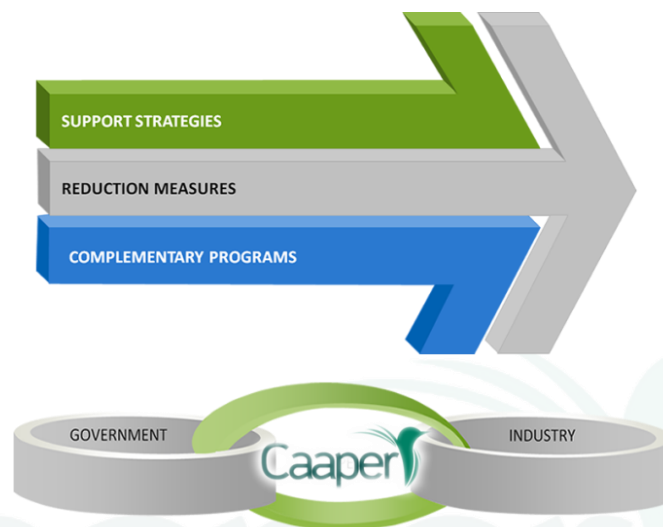 SUPPORT STRATEGIES
REDUCTION MEASURES
COMPLEMENTARY PROGRAMS
GOVERNMENT
Caaper
INDUSTRY